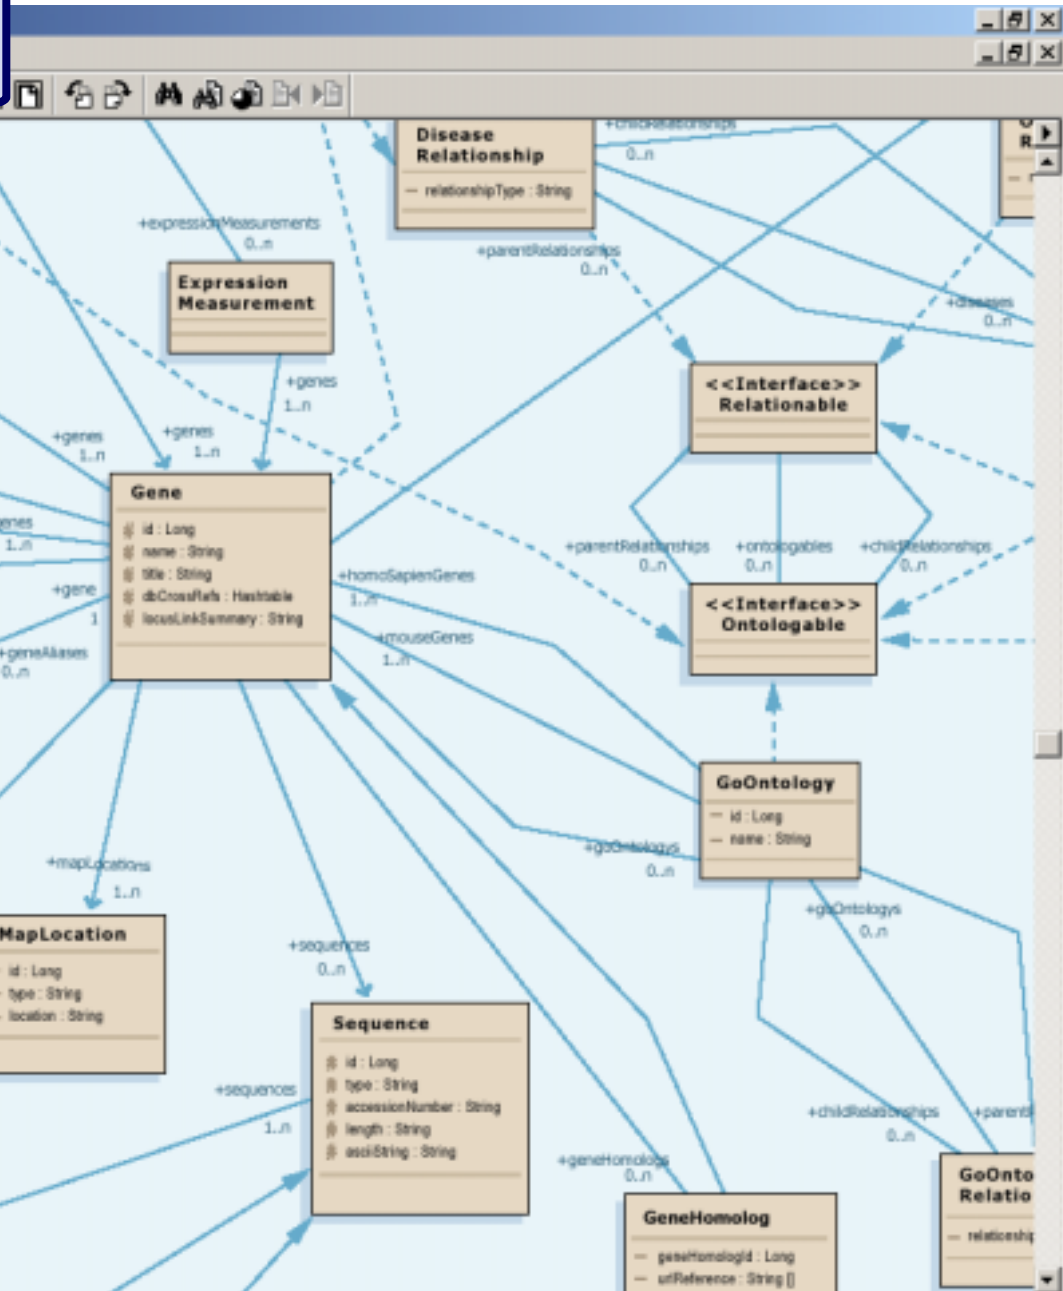 Disease
Relationship
relationshipType : String
+childRelationships
0..n
+expressionMeasurements
0..n
+parentRelationships
0..n
Expression
Measurement
+diseases
0..n
+genes
1..n
<<Interface>>
Relationable
+genes
1..n
+genes
1..n
Gene
id : Long
name : String
title : String
dbCrossRefs : Hashtable
locusLinkSummary : String
1..n
+gene
1
+geneAliases
0..n
+homoSapienGenes
1..n
+mouseGenes
1..n
+parentRelationships
0..n
+ontologables
0..n
+childRelationships
0..n
<<Interface>>
Ontologable
GoOntology
id : Long
name : String
+goOntologys
0..n
+goOntologys
0..n
+mapLocations
1..n
MapLocation
id : Long
type : String
location : String
+sequences
0..n
Sequence
id : Long
type : String
accessionNumber : String
length : String
asciiString : String
+sequences
1..n
+geneHomologs
0..n
+childRelationships
0..n
GeneHomolog
geneHomologId : Long
urlReference : String []